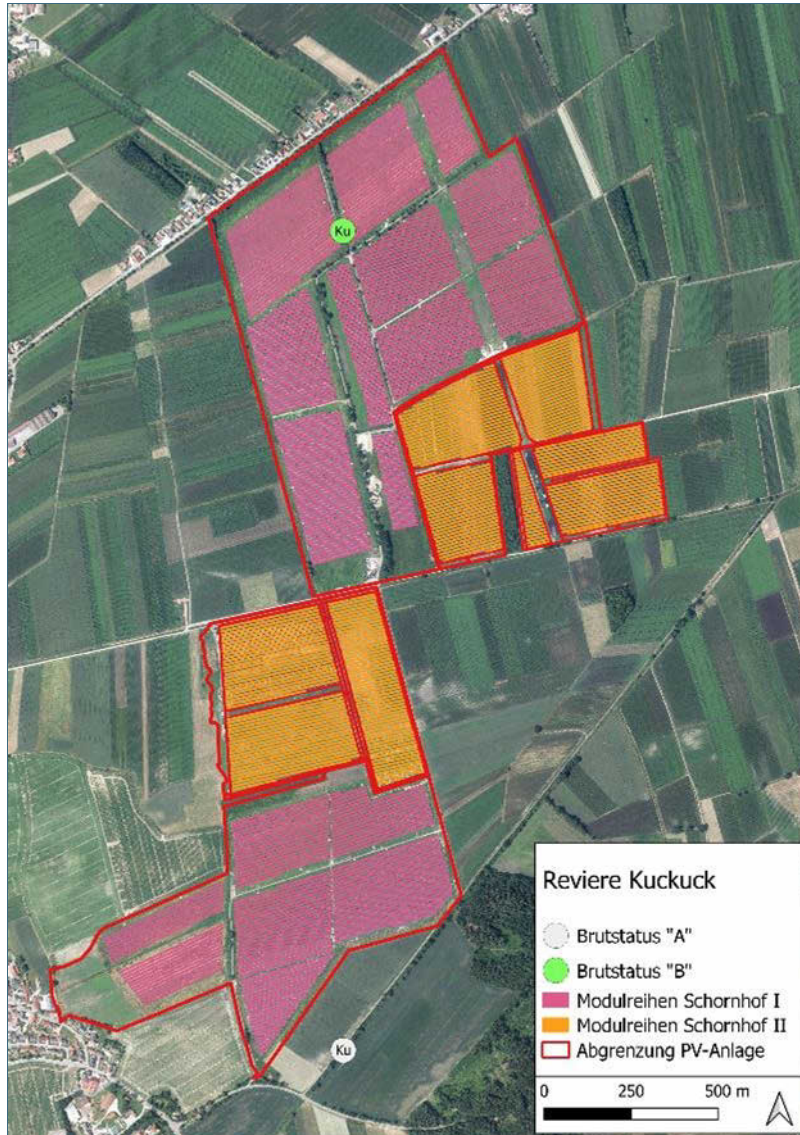 Ku
Ku
Reviere Kuckuck
Brutstatus "A"
Brutstatus "B"
Modulreihen Schornhof I
Modulreihen Schornhof II
Abgrenzung PV-Anlage
0 250 500 m